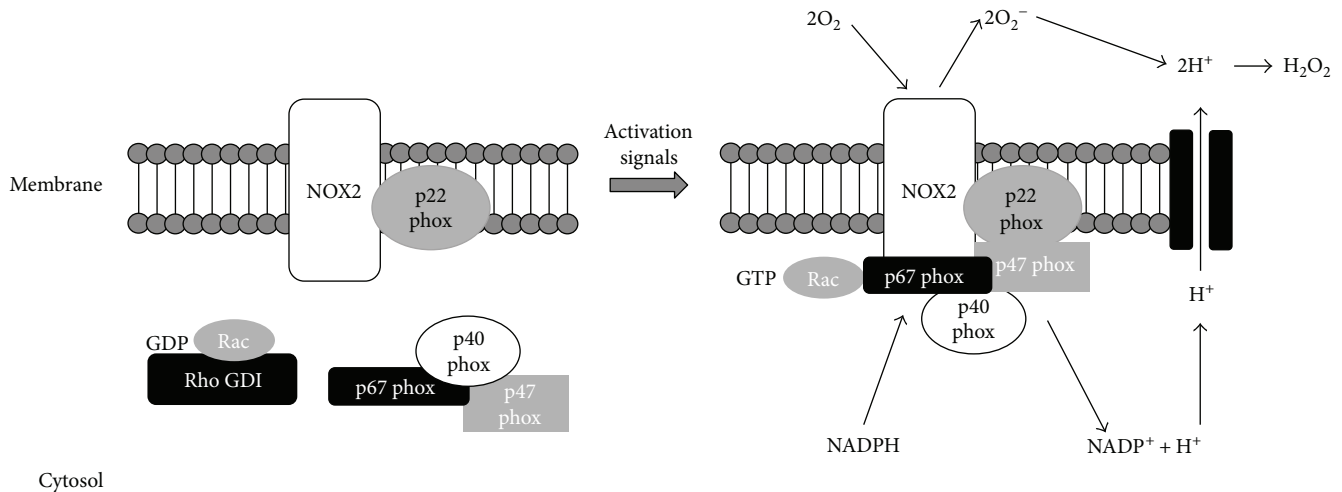 2O₂
2O₂⁻
2H⁺
H₂O₂
Membrane
NOX2
p22
phox
Activation
signals
NOX2
p22
phox
GTP
Rac
p67 phox
p47 phox
p40
phox
H⁺
GDP
Rac
Rho GDI
p67 phox
p40
phox
p47
phox
NADPH
NADP⁺ + H⁺
Cytosol